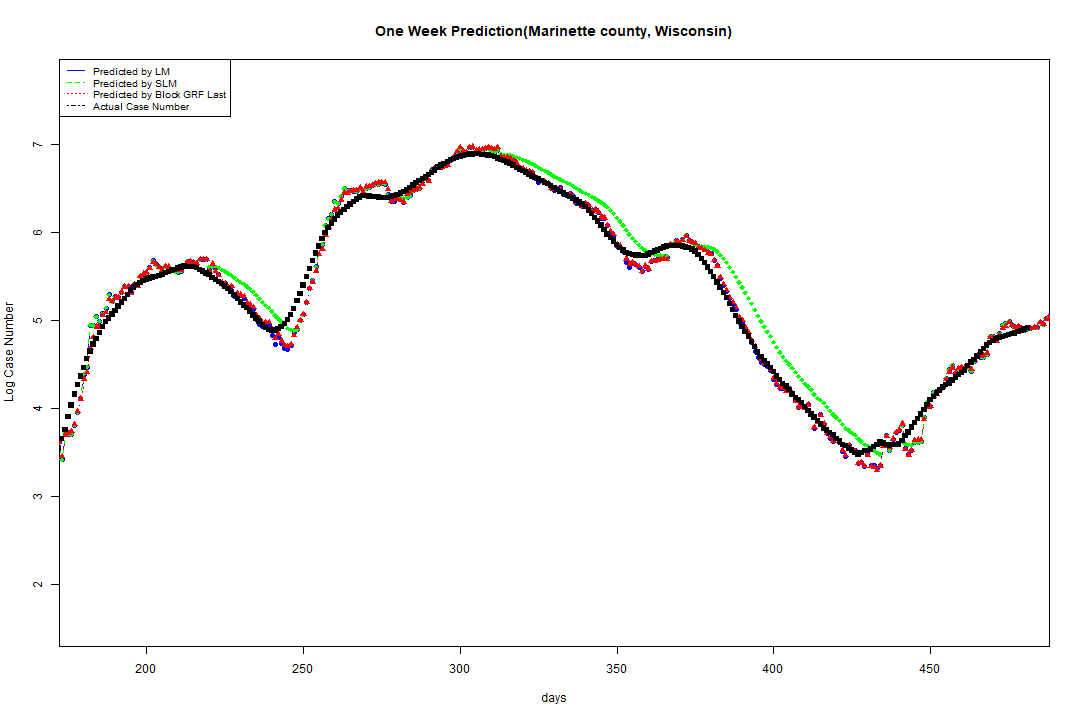 One Week Prediction(Marinette county, Wisconsin)
Predicted by LM
Predicted by SLM
Predicted by Block GRF Last
Actual Case Number
7
6
5
4
3
2
Log Case Number
200 250 300 350 400 450
days